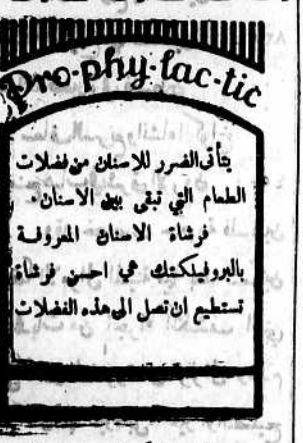 Pro-phy-lac-tic
يتأتى الضرر للاسنان من فضلات
الطعام التي تبقى بين الاسنان.
فرشاة الاسنان المعروفة
بالبروفيلكتك هي احسن فرشاة
تستطيع ان تصل الى هذه الفضلات